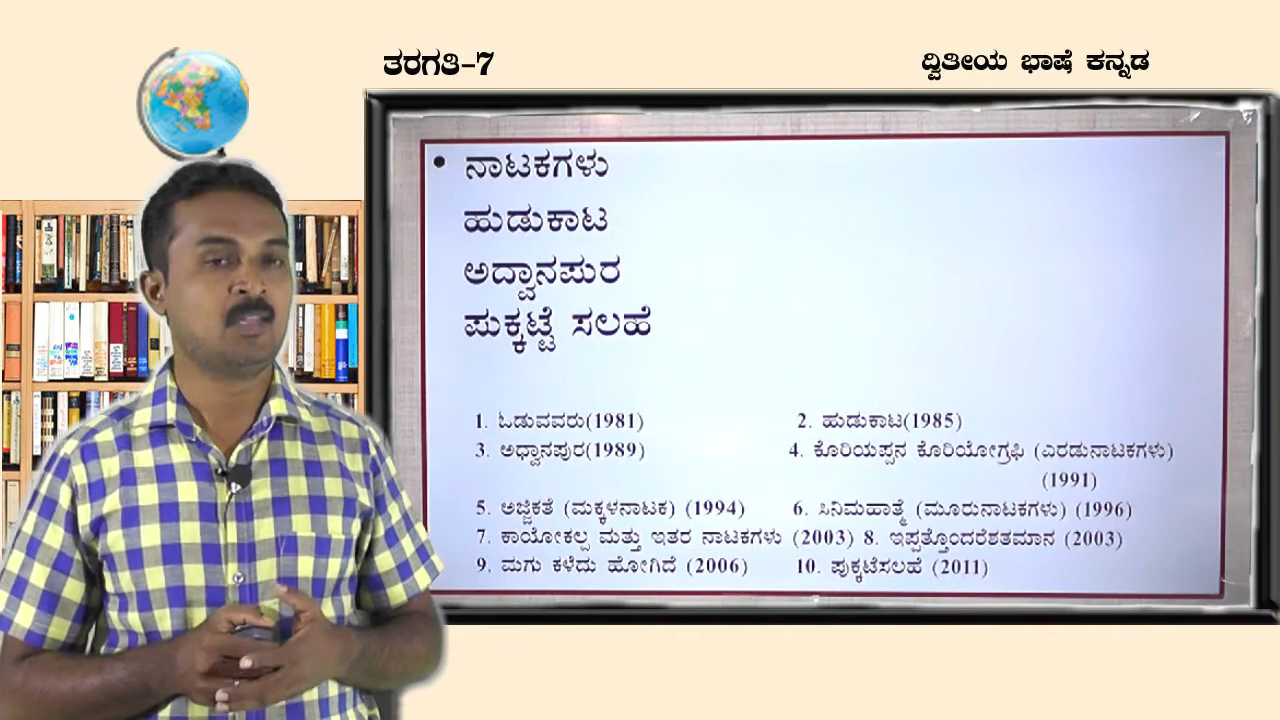 ತರಗತಿ-7
ದ್ವಿತೀಯ ಭಾಷೆ ಕನ್ನಡ
• ನಾಟಕಗಳು
ಹುಡುಕಾಟ
ಅದ್ವಾನಪುರ
ಪುಕ್ಕಟ್ಟೆ ಸಲಹೆ
1. ಓಡುವವರು(1981) 2. ಹುಡುಕಾಟ(1985)
3. ಅಧ್ವಾನಪುರ(1989) 4. ಕೊರಿಯಪ್ಪನ ಕೊರಿಯೋಗ್ರಫಿ (ಎರಡುನಾಟಕಗಳು)
(1991)
5. ಅಜ್ಜಿಕತೆ (ಮಕ್ಕಳನಾಟಕ) (1994) 6. ಸಿನಿಮಹಾತ್ಮೆ (ಮೂರುನಾಟಕಗಳು) (1996)
7. ಕಾಯೋಕಲ್ಪ ಮತ್ತು ಇತರ ನಾಟಕಗಳು (2003) 8. ಇಪ್ಪತ್ತೊಂದರೆಶತಮಾನ (2003)
9. ಮಗು ಕಳೆದು ಹೋಗಿದೆ (2006) 10. ಪುಕ್ಕಟೆಸಲಹೆ (2011)